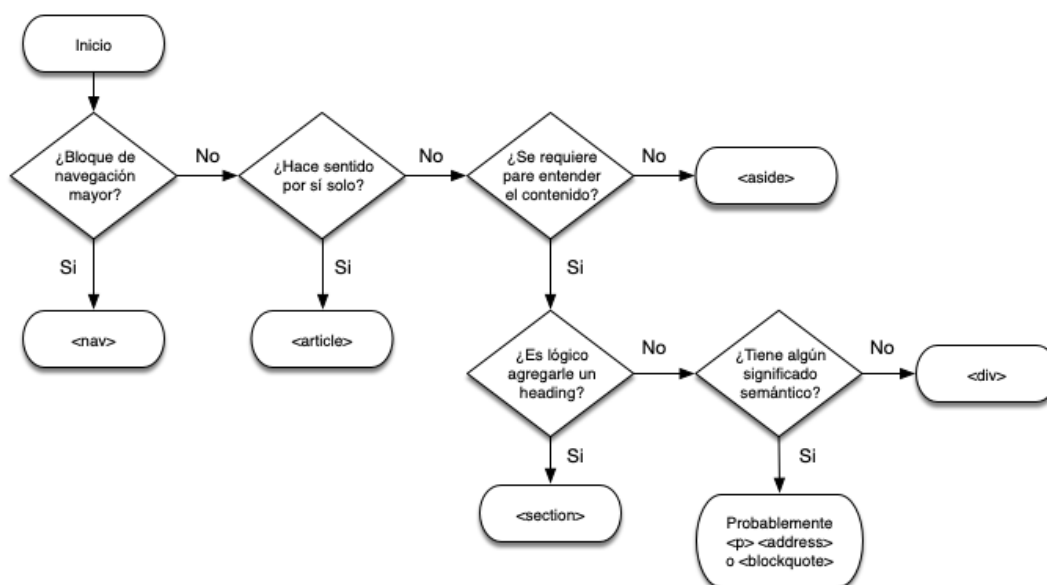 Inicio
¿Bloque de
navegación
mayor?
No
¿Hace sentido
por sí solo?
No
¿Se requiere
pare entender
el contenido?
No
<aside>
Si
Si
Si
<nav>
<article>
¿Es lógico
agregarle un
heading?
No
¿Tiene algún
significado
semántico?
No
<div>
Si
Si
<section>
Probablemente
<p> <address>
o <blockquote>